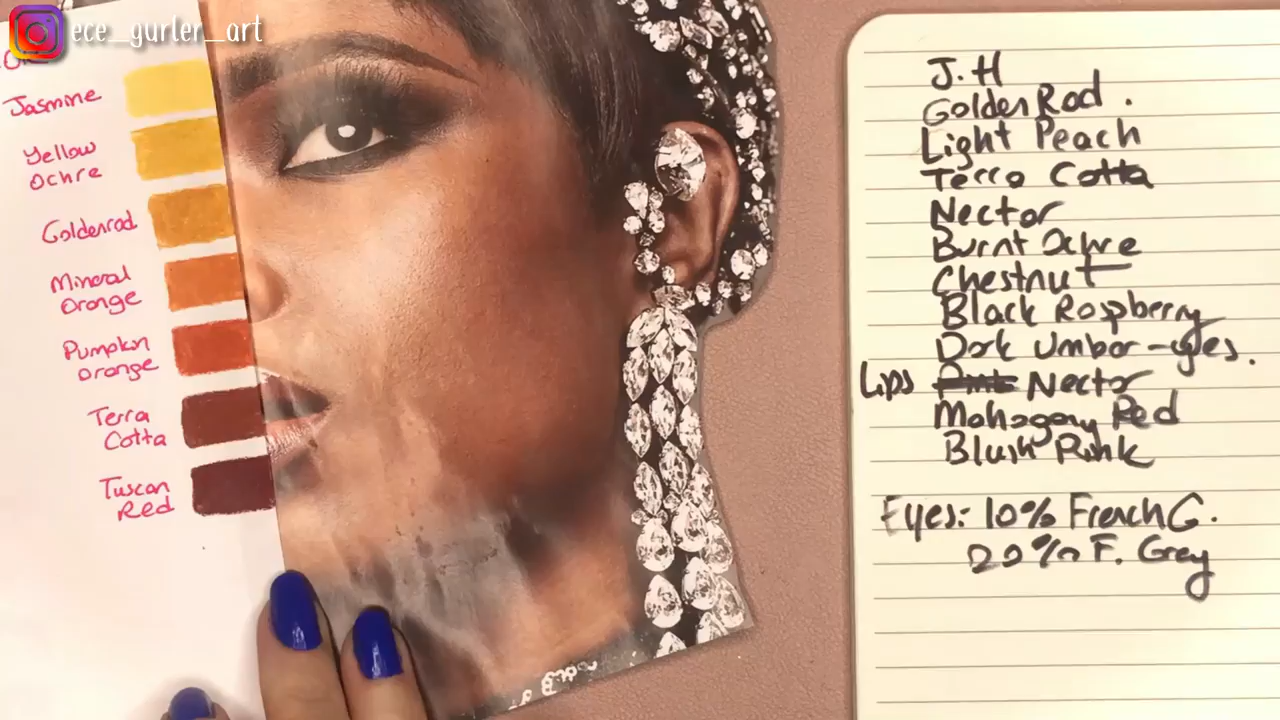 ece_gurler_art
Jasmine
Yellow
Ochre
Goldenrod
Mineral
Orange
Pumpkin
Orange
Terra
Cotta
Tuscan
Red
J.H
Golden Rod.
Light Peach
Terra Cotta
Nector
Burnt Ochre
Chestnut
Black Raspberry
Dark Umbor - eyes.
Lips Nector
Mahogany Red
Blush Pink
Eyes: 10% French G.
20% F. Grey